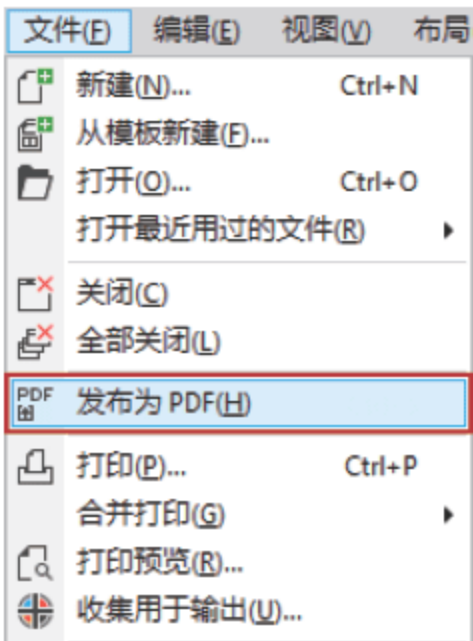 文件(F) 编辑(E) 视图(V) 布局
新建(N)... Ctrl+N
从模板新建(F)...
打开(O)... Ctrl+O
打开最近用过的文件(R)
关闭(C)
全部关闭(L)
PDF 发布为 PDF(H)
打印(P)... Ctrl+P
合并打印(G)
打印预览(R)...
收集用于输出(U)...